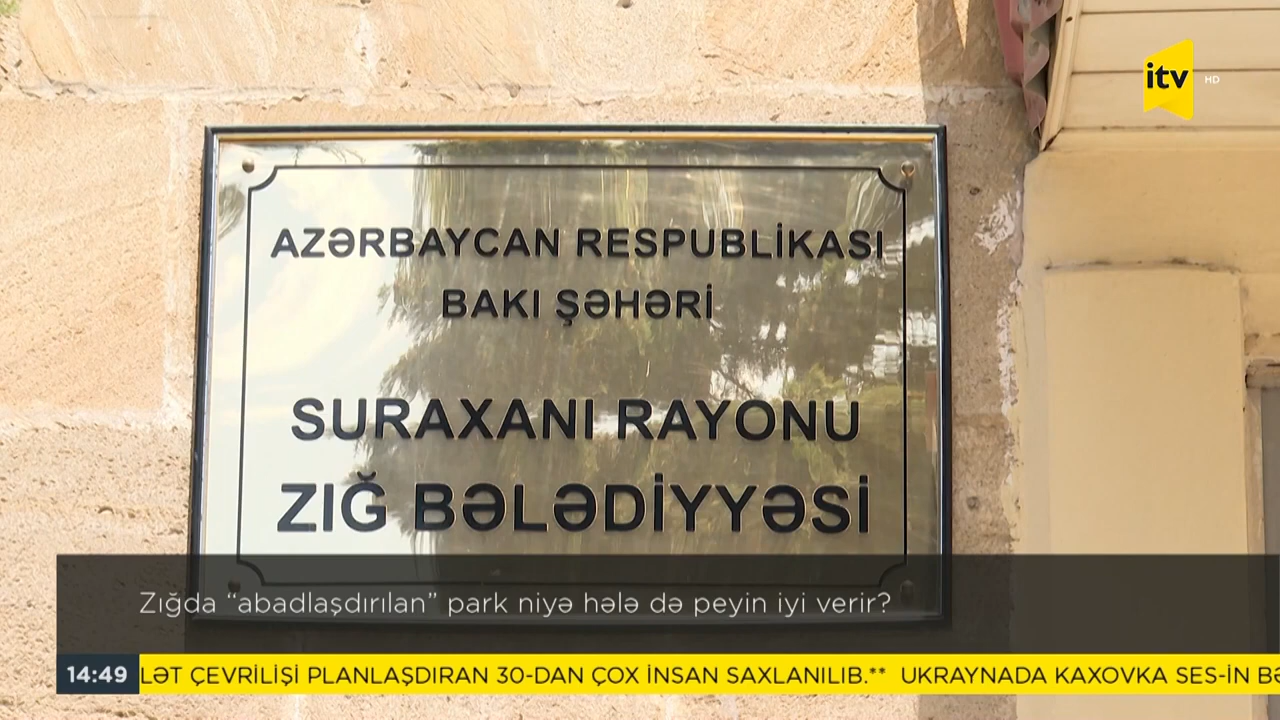 itv HD
AZƏRBAYCAN RESPUBLİKASI
BAKI ŞƏHƏRİ
SURAXANI RAYONU
ZIĞ BƏLƏDİYYƏSİ
Zığda “abadlaşdırılan” park niyə hələ də peyin iyi verir?
14:49 LƏT ÇEVRİLİŞİ PLANLAŞDIRAN 30-DAN ÇOX İNSAN SAXLANILIB.** UKRAYNADA KAXOVKA SES-İN BƏ